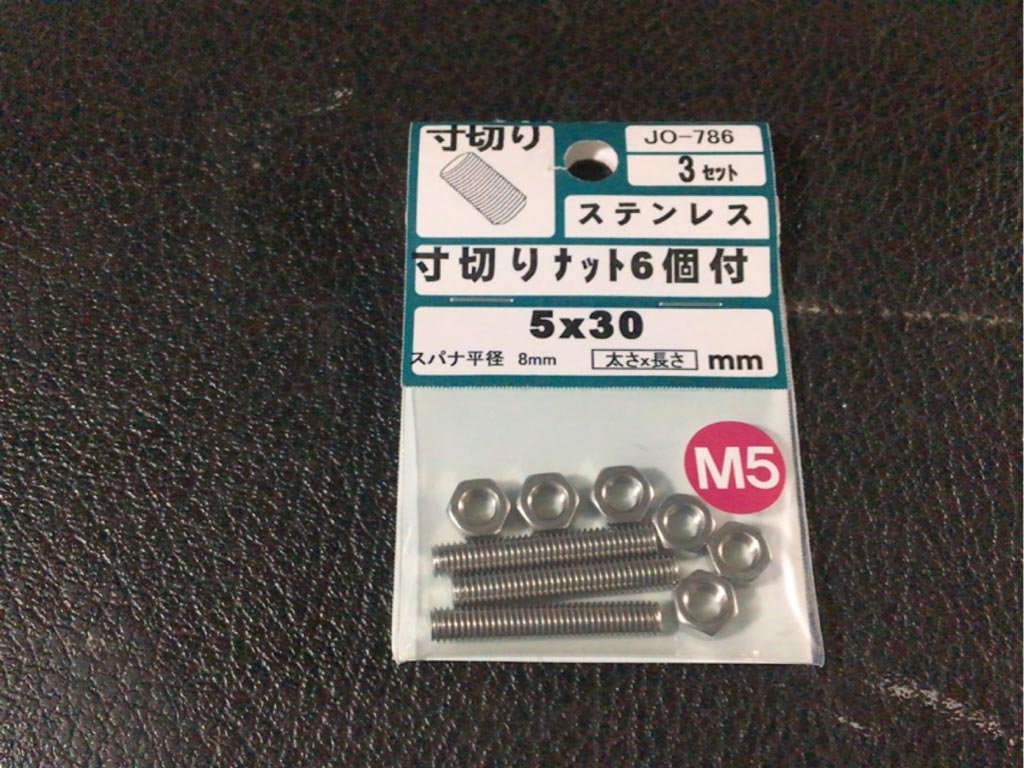 寸切り
JO-786
3セット
ステンレス
寸切りナット6個付
5x30
スパナ平径 8mm 太さx長さ mm
M5